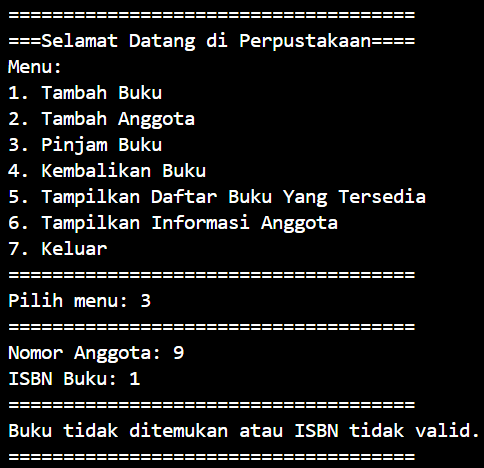 =====================================
===Selamat Datang di Perpustakaan====
Menu:
1. Tambah Buku
2. Tambah Anggota
3. Pinjam Buku
4. Kembalikan Buku
5. Tampilkan Daftar Buku Yang Tersedia
6. Tampilkan Informasi Anggota
7. Keluar
=====================================
Pilih menu: 3
=====================================
Nomor Anggota: 9
ISBN Buku: 1
=====================================
Buku tidak ditemukan atau ISBN tidak valid.
=====================================